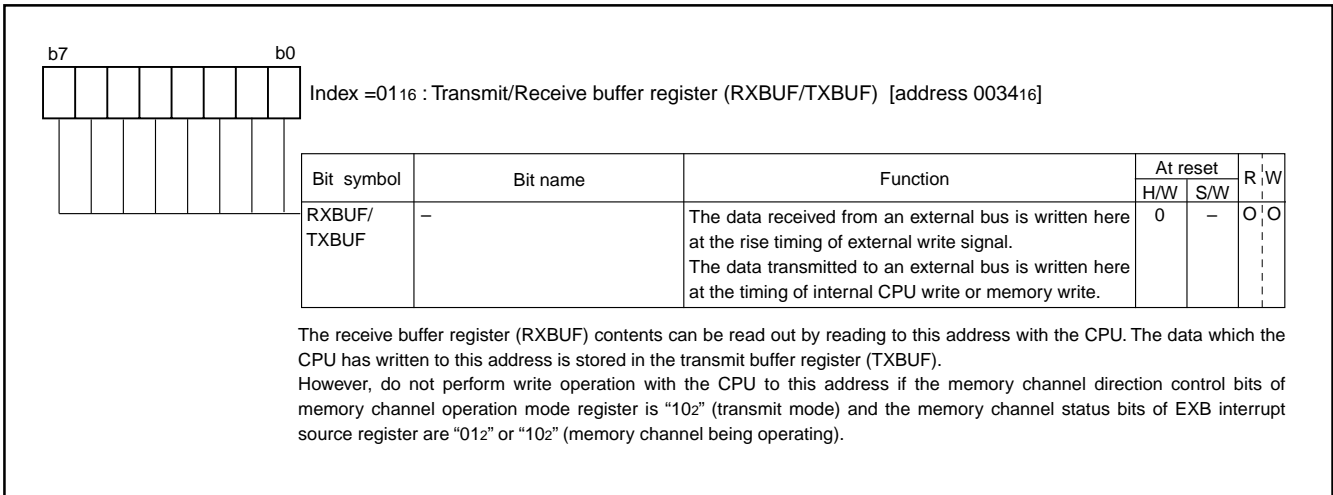 b7 b0
Index =0116 : Transmit/Receive buffer register (RXBUF/TXBUF) [address 003416]
Bit symbol Bit name Function At reset R W
H/W S/W
RXBUF/ – The data received from an external bus is written here 0 – O O
TXBUF at the rise timing of external write signal.
The data transmitted to an external bus is written here
at the timing of internal CPU write or memory write.
The receive buffer register (RXBUF) contents can be read out by reading to this address with the CPU. The data which the
CPU has written to this address is stored in the transmit buffer register (TXBUF).
However, do not perform write operation with the CPU to this address if the memory channel direction control bits of
memory channel operation mode register is “102” (transmit mode) and the memory channel status bits of EXB interrupt
source register are “012” or “102” (memory channel being operating).